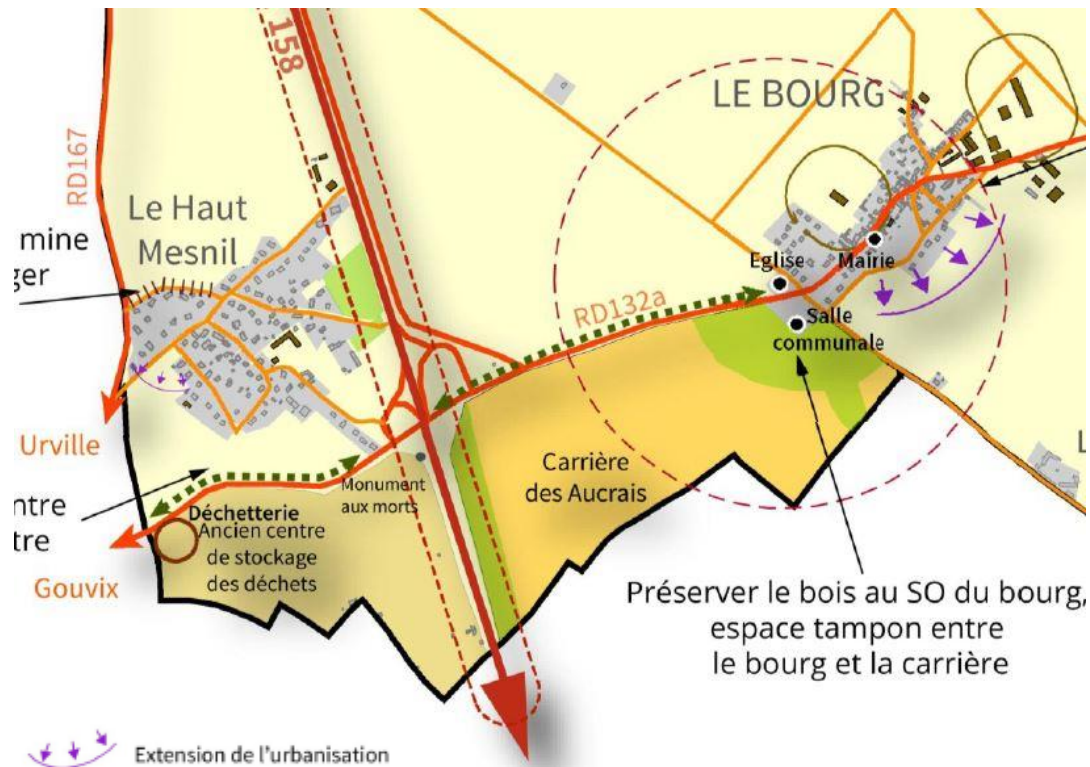 158
LE BOURG
RD167
Le Haut
Mesnil
mine
ger
Eglise
Mairie
RD132a
Salle
communale
Urville
Carrière
des Aucrais
L
Monument
aux morts
ntre
tre
Déchetterie
Ancien centre
de stockage
des déchets
Gouvix
Préserver le bois au SO du bourg,
espace tampon entre
le bourg et la carrière
Extension de l'urbanisation